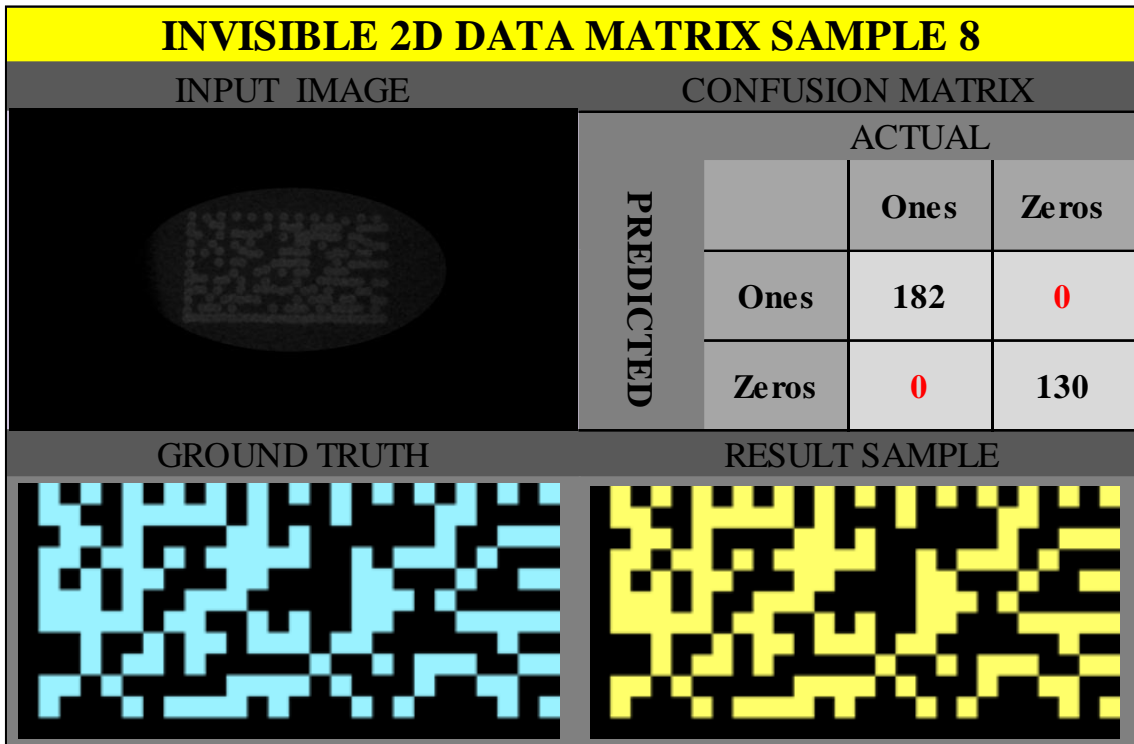 INVISIBLE 2D DATA MATRIX SAMPLE 8
INPUT IMAGE
CONFUSION MATRIX
ACTUAL
PREDICTED
Ones Zeros
Ones 182 0
Zeros 0 130
GROUND TRUTH
RESULT SAMPLE